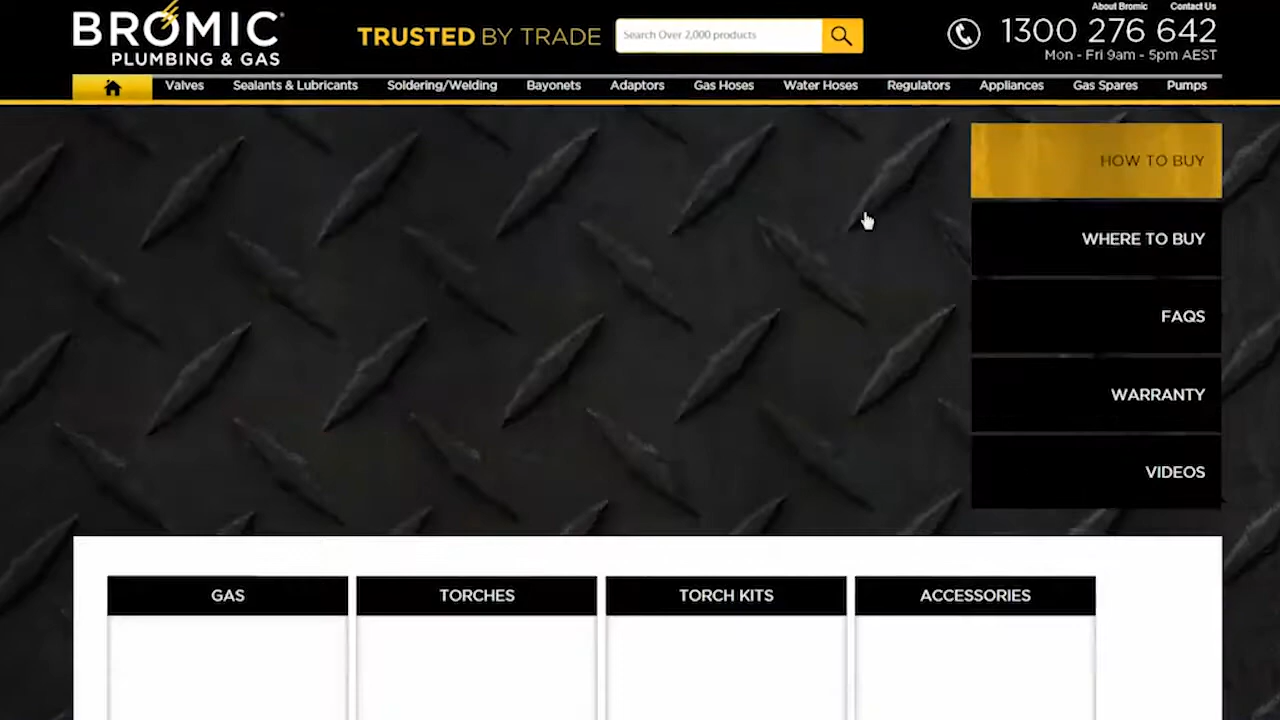 About Bromic Contact Us
BROMIC
PLUMBING & GAS
TRUSTED BY TRADE
Search Over 2,000 products
1300 276 642
Mon - Fri 9am - 5pm AEST
Valves Sealants & Lubricants Soldering/Welding Bayonets Adaptors Gas Hoses Water Hoses Regulators Appliances Gas Spares Pumps
HOW TO BUY
WHERE TO BUY
FAQS
WARRANTY
VIDEOS
GAS TORCHES TORCH KITS ACCESSORIES